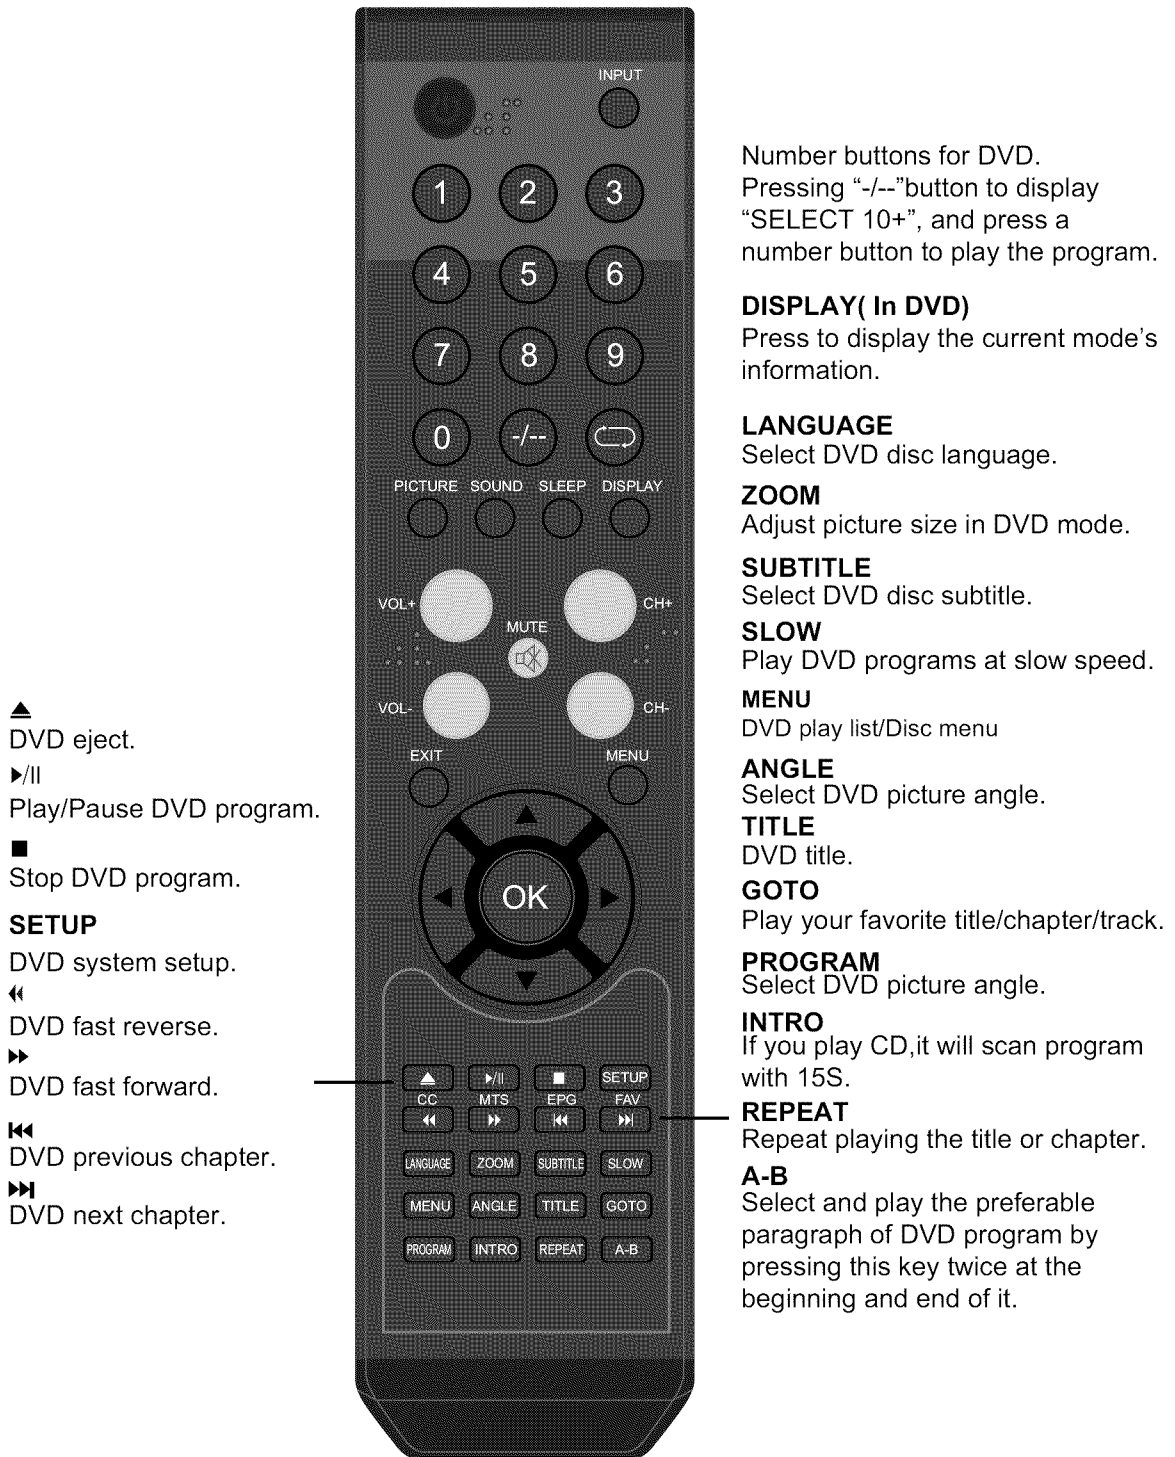 INPUT
1 2 3
4 5 6
7 8 9
0 -/--
PICTURE SOUND SLEEP DISPLAY
VOL+ CH+
MUTE
VOL- CH-
EXIT MENU
OK
SETUP
CC MTS EPG FAV
LANGUAGE ZOOM SUBTITLE SLOW
MENU ANGLE TITLE GOTO
PROGRAM INTRO REPEAT A-B
▲
DVD eject.
▶/II
Play/Pause DVD program.
■
Stop DVD program.
SETUP
DVD system setup.
◀◀
DVD fast reverse.
▶▶
DVD fast forward.
I◀◀
DVD previous chapter.
▶▶I
DVD next chapter.
Number buttons for DVD.
Pressing “-/--”button to display
“SELECT 10+”, and press a
number button to play the program.
DISPLAY( In DVD)
Press to display the current mode’s
information.
LANGUAGE
Select DVD disc language.
ZOOM
Adjust picture size in DVD mode.
SUBTITLE
Select DVD disc subtitle.
SLOW
Play DVD programs at slow speed.
MENU
DVD play list/Disc menu
ANGLE
Select DVD picture angle.
TITLE
DVD title.
GOTO
Play your favorite title/chapter/track.
PROGRAM
Select DVD picture angle.
INTRO
If you play CD,it will scan program
with 15S.
REPEAT
Repeat playing the title or chapter.
A-B
Select and play the preferable
paragraph of DVD program by
pressing this key twice at the
beginning and end of it.